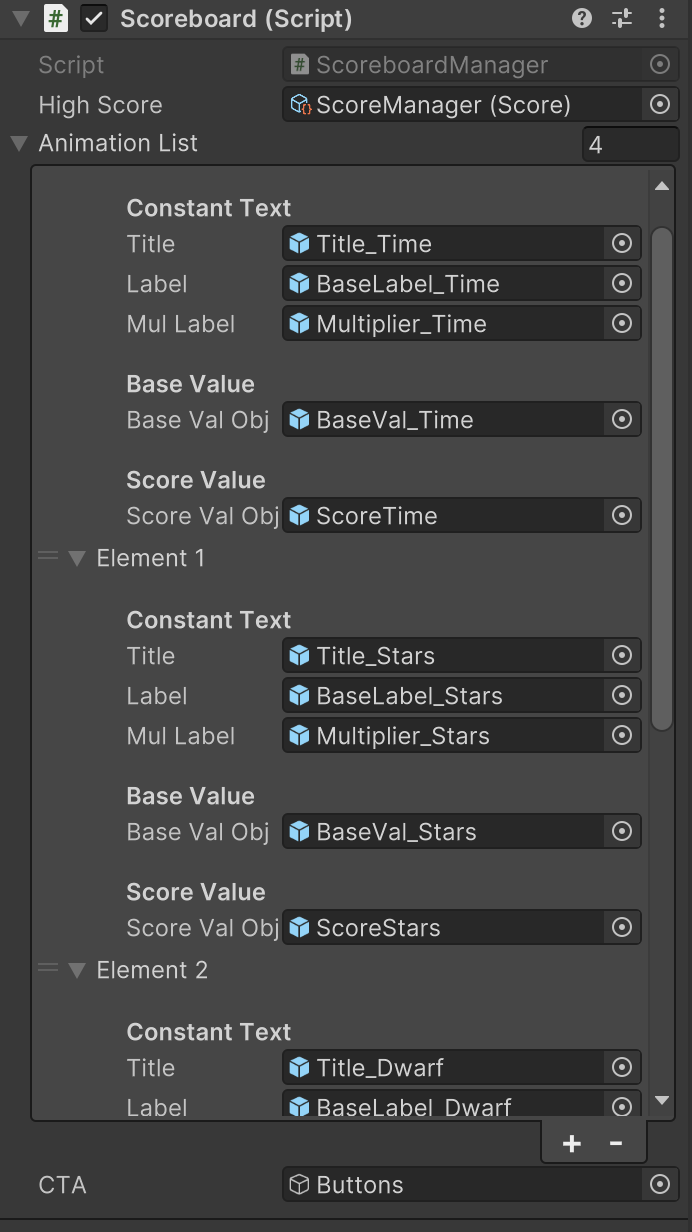 Scoreboard (Script)
Script ScoreboardManager
High Score ScoreManager (Score)
Animation List 4
Constant Text
Title Title_Time
Label BaseLabel_Time
Mul Label Multiplier_Time
Base Value
Base Val Obj BaseVal_Time
Score Value
Score Val Obj ScoreTime
Element 1
Constant Text
Title Title_Stars
Label BaseLabel_Stars
Mul Label Multiplier_Stars
Base Value
Base Val Obj BaseVal_Stars
Score Value
Score Val Obj ScoreStars
Element 2
Constant Text
Title Title_Dwarf
Label BaseLabel_Dwarf
+ -
CTA Buttons